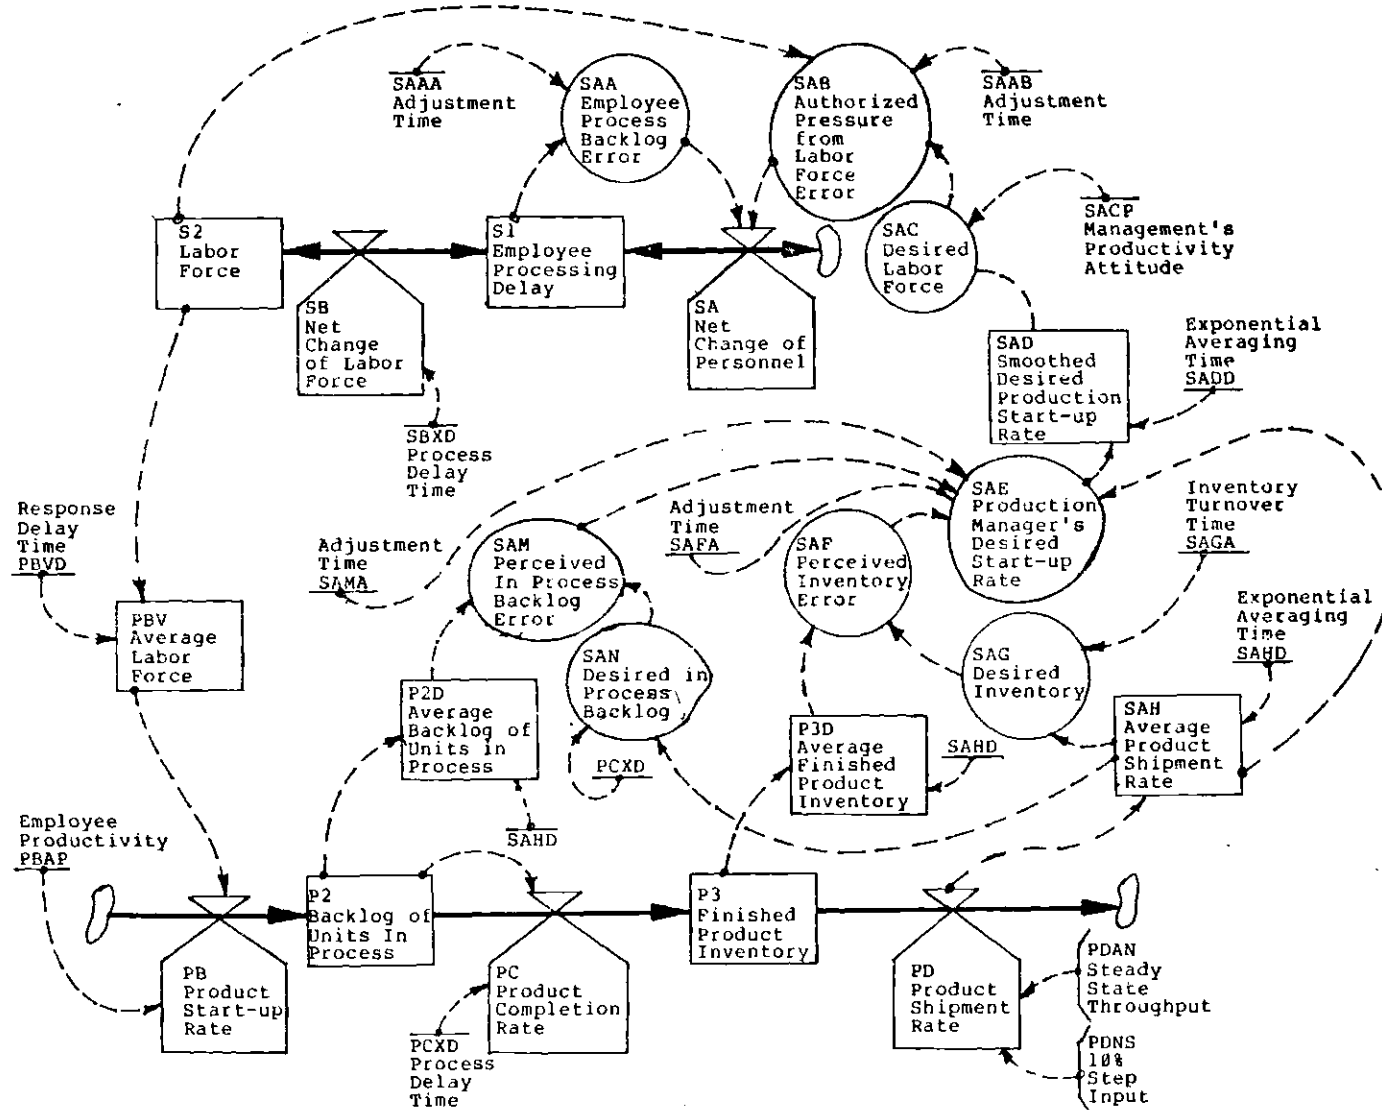 SAAA
Adjustment
Time
SAA
Employee
Process
Backlog
Error
SAB
Authorized
Pressure
from
Labor
Force
Error
SAAB
Adjustment
Time
S2
Labor
Force
SB
Net
Change
of Labor
Force
S1
Employee
Processing
Delay
SA
Net
Change of
Personnel
SAC
Desired
Labor
Force
SACP
Management's
Productivity
Attitude
SAD
Smoothed
Desired
Production
Start-up
Rate
Exponential
Averaging
Time
SADD
SBXD
Process
Delay
Time
Response
Delay
Time
PBVD
Adjustment
Time
SAMA
SAM
Perceived
In Process
Backlog
Error
Adjustment
Time
SAFA
SAF
Perceived
Inventory
Error
SAE
Production
Manager's
Desired
Start-up
Rate
Inventory
Turnover
Time
SAGA
Exponential
Averaging
Time
SAHD
PBV
Average
Labor
Force
P2D
Average
Backlog of
Units in
Process
SAN
Desired in
Process
Backlog
SAG
Desired
Inventory
P3D
Average
Finished
Product
Inventory
SAH
Average
Product
Shipment
Rate
SAHD
PCXD
SAHD
Employee
Productivity
PBAP
P2
Backlog of
Units In
Process
P3
Finished
Product
Inventory
PB
Product
Start-up
Rate
PC
Product
Completion
Rate
PD
Product
Shipment
Rate
PDAN
Steady
State
Throughput
PCXD
Process
Delay
Time
PDNS
10%
Step
Input